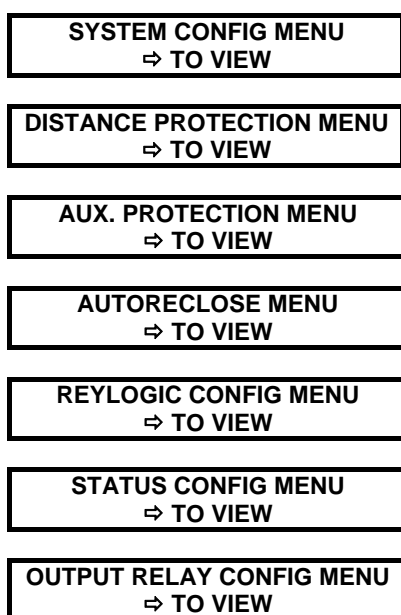 SYSTEM CONFIG MENU
⇨ TO VIEW
DISTANCE PROTECTION MENU
⇨ TO VIEW
AUX. PROTECTION MENU
⇨ TO VIEW
AUTORECLOSE MENU
⇨ TO VIEW
REYLOGIC CONFIG MENU
⇨ TO VIEW
STATUS CONFIG MENU
⇨ TO VIEW
OUTPUT RELAY CONFIG MENU
⇨ TO VIEW